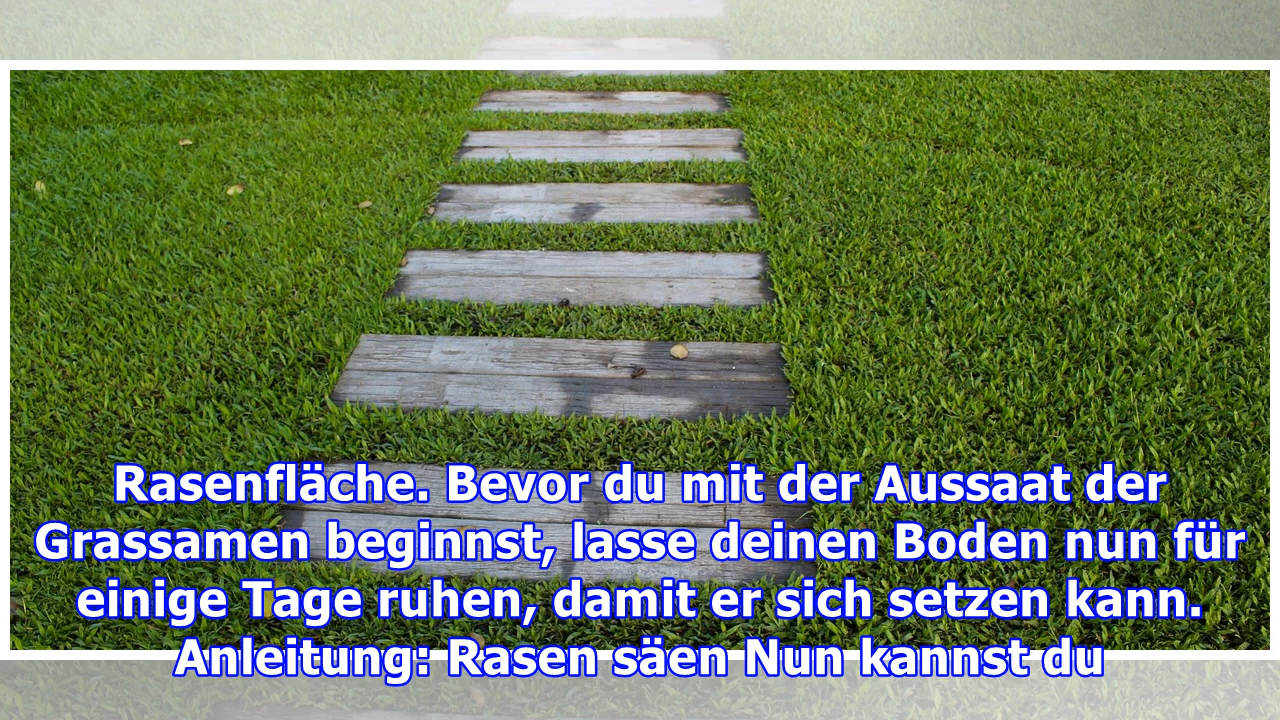 Rasenfläche. Bevor du mit der Aussaat der
Grassamen beginnst, lasse deinen Boden nun für
einige Tage ruhen, damit er sich setzen kann.
Anleitung: Rasen säen Nun kannst du